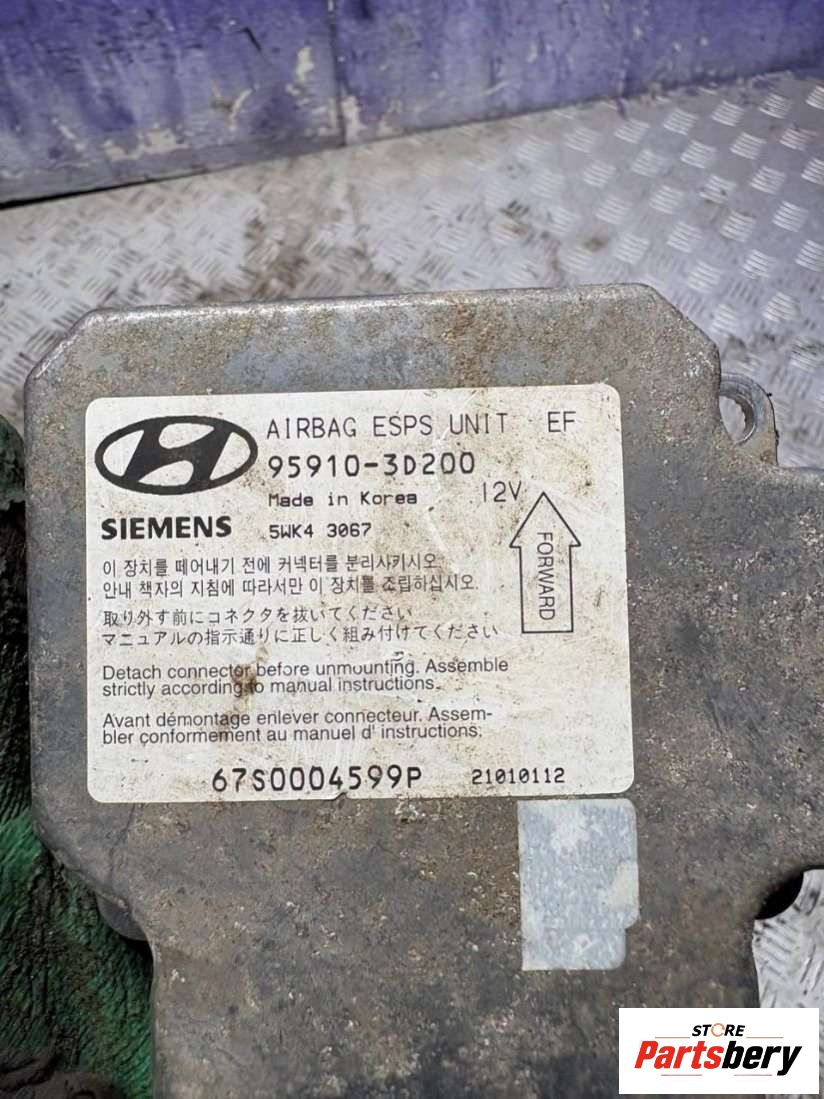 AIRBAG ESPS UNIT EF
95910-3D200
Made in Korea
12V
SIEMENS 5WK4 3067
FORWARD
이 장치를 떼어내기 전에 커넥터를 분리사키시오.
안내 책자의 지침에 따라서만 이 장치를 조립하십시오.
取り外す前にコネクタを抜いてください
マニュアルの指示通りに正しく組み付けてください
Detach connector before unmounting. Assemble
strictly according to manual instructions.
Avant démontage enlever connecteur. Assem-
bler conformement au manuel d' instructions:
67S0004599P 21010112
STORE
Partsbery